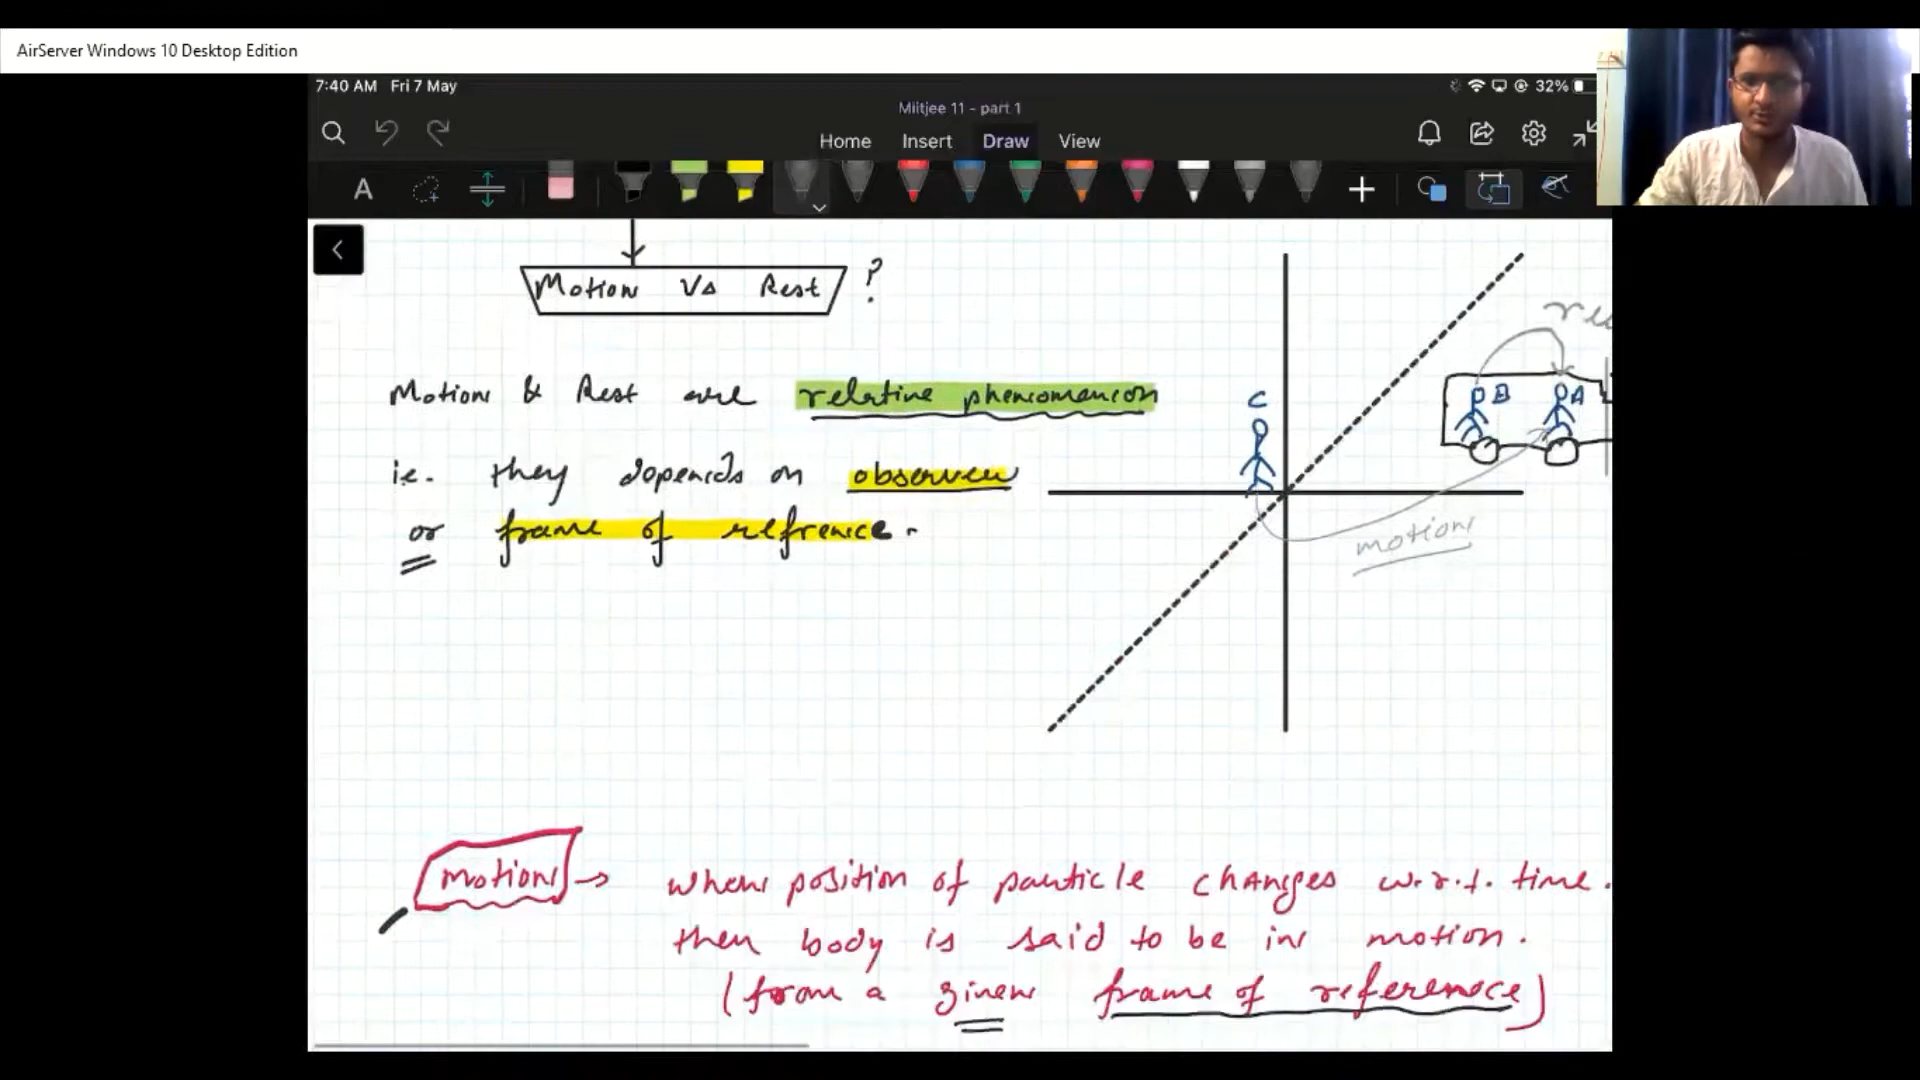 AirServer Windows 10 Desktop Edition
7:40 AM Fri 7 May
32%
Miitjee 11 - part 1
Home Insert Draw View
A
Motion Vs Rest ?
Motion & Rest are relative phenomenon
i.e. they depends on observer
or frame of refrence.
C
B A
motion
motion → when position of particle changes w.r.t. time.
then body is said to be in motion.
(from a given frame of reference)